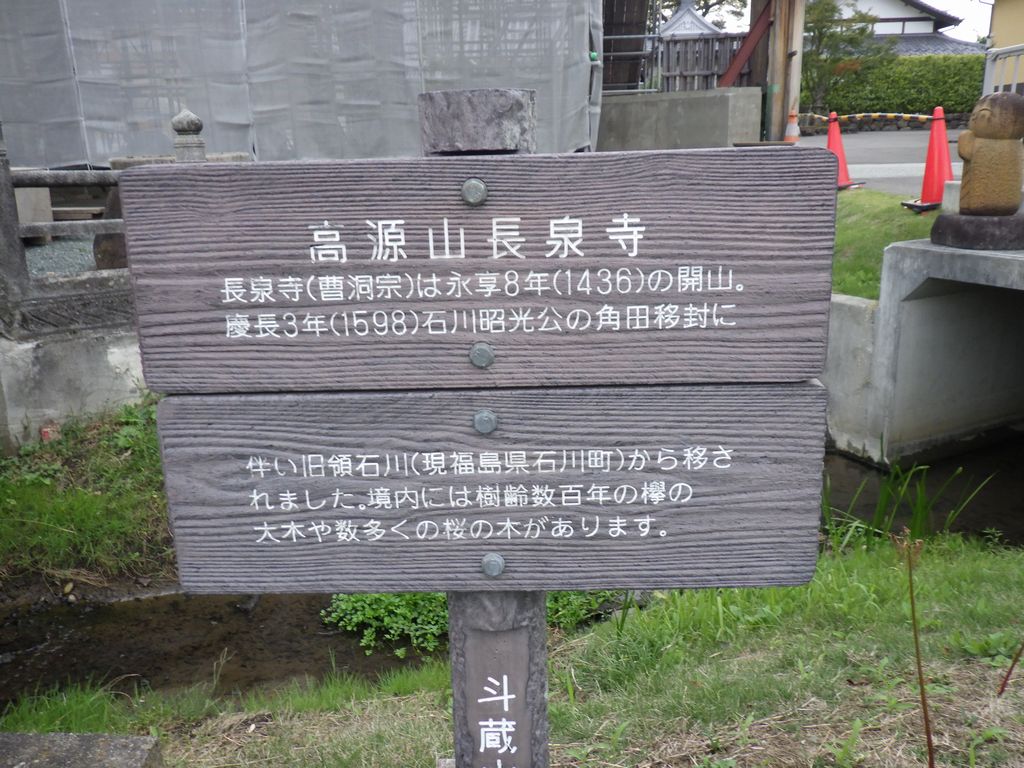 高源山長泉寺
長泉寺(曹洞宗)は永享8年(1436)の開山。
慶長3年(1598)石川昭光公の角田移封に
伴い旧領石川(現福島県石川町)から移さ
れました。境内には樹齢数百年の欅の
大木や数多くの桜の木があります。
斗蔵山